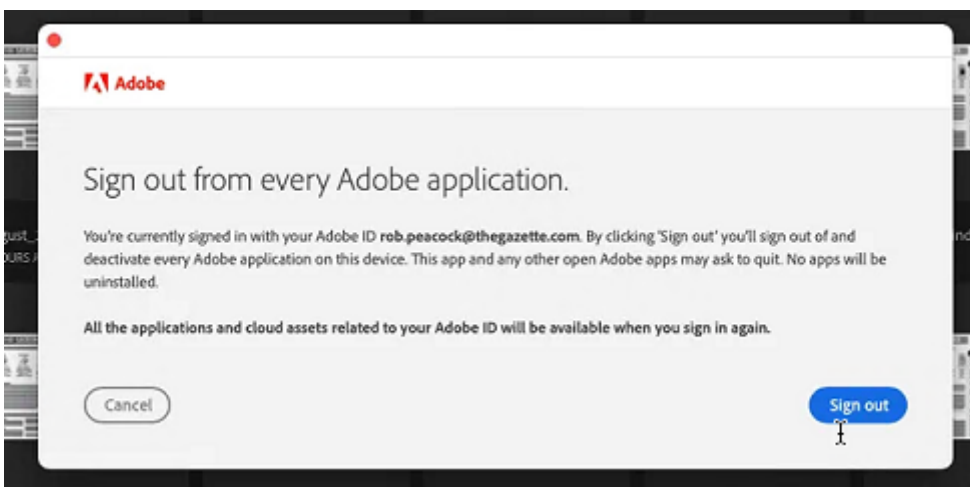 Adobe
Sign out from every Adobe application.
You're currently signed in with your Adobe ID rob.peacock@thegazette.com. By clicking 'Sign out' you'll sign out of and
deactivate every Adobe application on this device. This app and any other open Adobe apps may ask to quit. No apps will be
uninstalled.
All the applications and cloud assets related to your Adobe ID will be available when you sign in again.
Cancel
Sign out